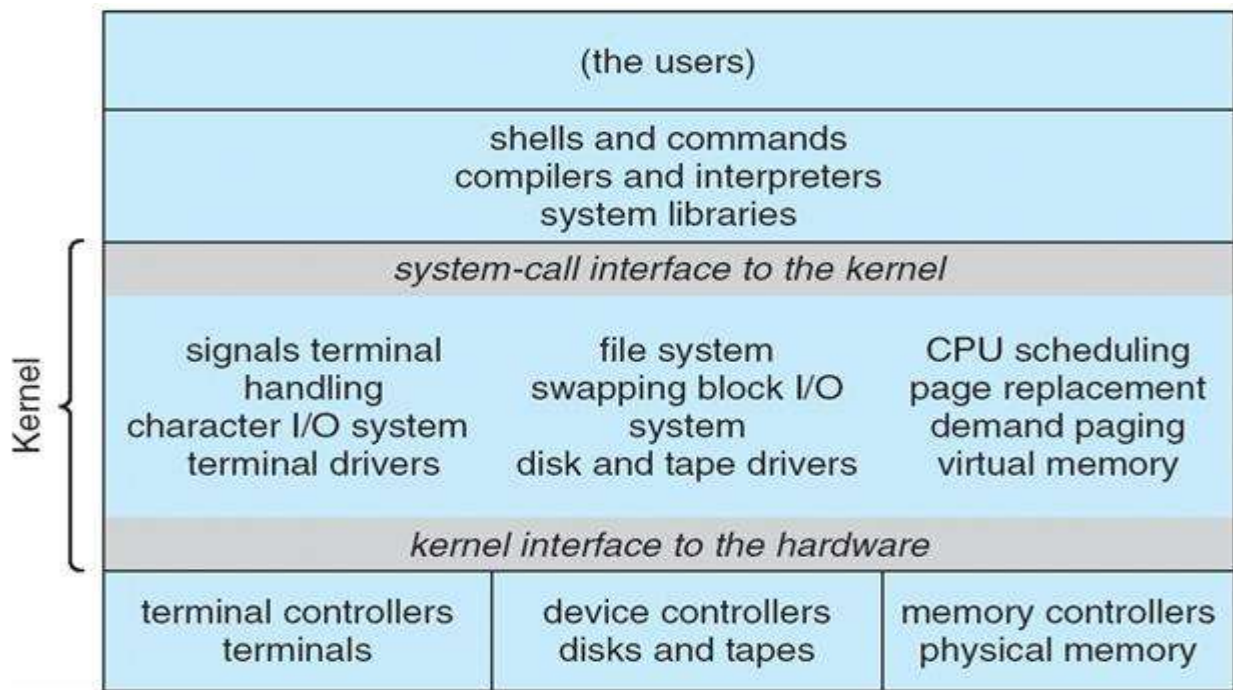 (the users)
shells and commands
compilers and interpreters
system libraries
system-call interface to the kernel
Kernel
signals terminal
handling
character I/O system
terminal drivers
file system
swapping block I/O
system
disk and tape drivers
CPU scheduling
page replacement
demand paging
virtual memory
kernel interface to the hardware
terminal controllers
terminals
device controllers
disks and tapes
memory controllers
physical memory